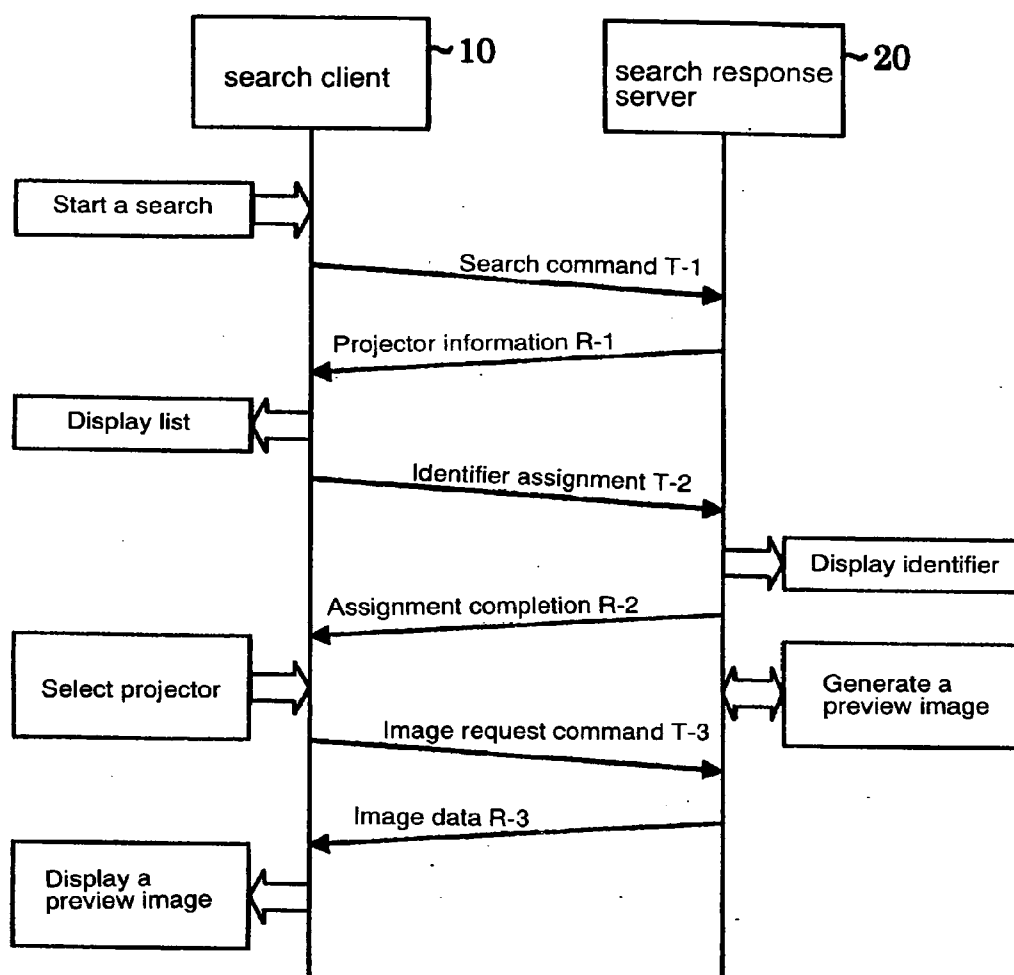 search client
~10
search response
server
~20
Start a search
Search command T-1
Projector information R-1
Display list
Identifier assignment T-2
Display identifier
Assignment completion R-2
Select projector
Generate a
preview image
Image request command T-3
Image data R-3
Display a
preview image